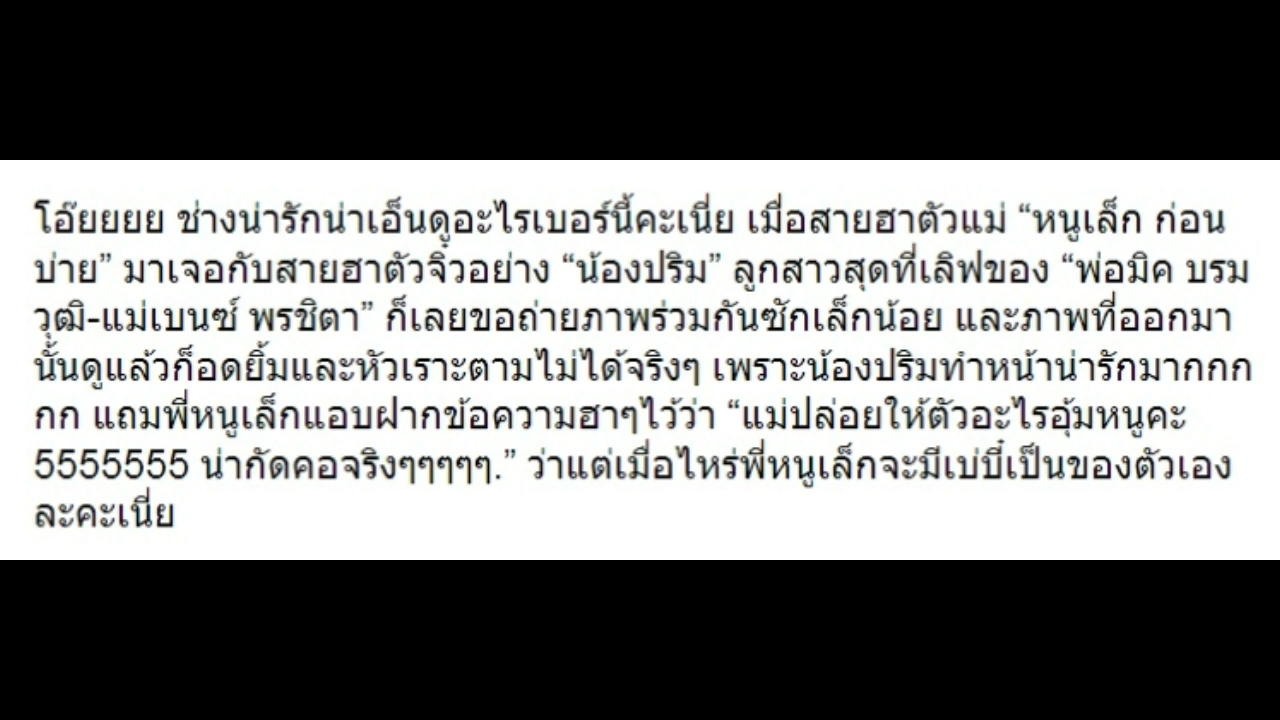 โอ๊ยยยย ช่างน่ารักน่าเอ็นดูอะไรเบอร์นี้คะเนี่ย เมื่อสายฮาตัวแม่ “หนูเล็ก ก่อน
บ่าย” มาเจอกับสายฮาตัวจิ๋วอย่าง “น้องปริม” ลูกสาวสุดที่เลิฟของ “พ่อมิค บรม
วุฒิ-แม่เบนซ์ พรชิตา” ก็เลยขอถ่ายภาพร่วมกันซักเล็กน้อย และภาพที่ออกมา
นั้นดูแล้วก็อดยิ้มและหัวเราะตามไม่ได้จริงๆ เพราะน้องปริมทำหน้าน่ารักมากกก
กก แถมพี่หนูเล็กแอบฝากข้อความฮาๆไว้ว่า “แม่ปล่อยให้ตัวอะไรอุ้มหนูคะ
5555555 น่ากัดคอจริงๆๆๆๆๆ.” ว่าแต่เมื่อไหร่พี่หนูเล็กจะมีเบ่บี๋เป็นของตัวเอง
ละคะเนี่ย